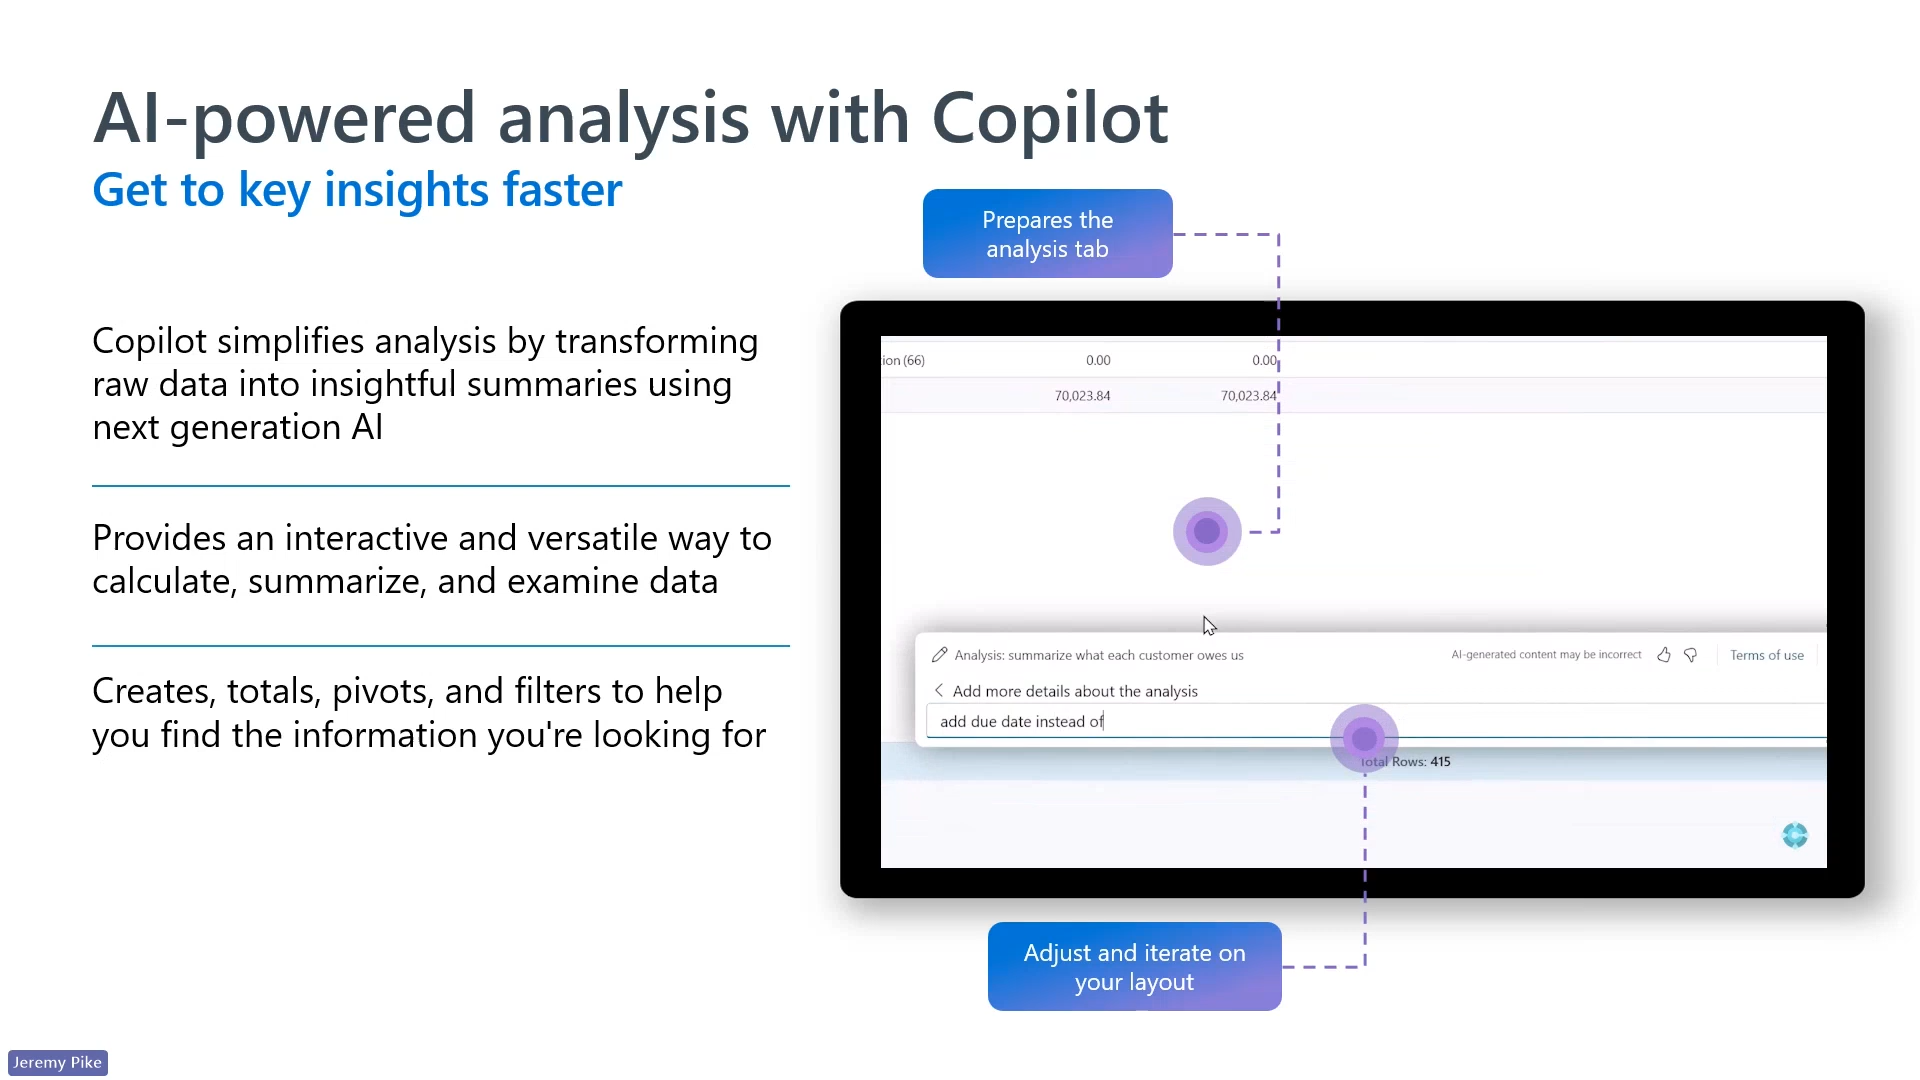 AI-powered analysis with Copilot
Get to key insights faster
Prepares the
analysis tab
Copilot simplifies analysis by transforming
raw data into insightful summaries using
next generation AI
Provides an interactive and versatile way to
calculate, summarize, and examine data
Creates, totals, pivots, and filters to help
you find the information you're looking for
ion (66) 0.00 0.00
70,023.84 70,023.84
Analysis: summarize what each customer owes us AI-generated content may be incorrect Terms of use
Add more details about the analysis
add due date instead of
Total Rows: 415
Adjust and iterate on
your layout
Jeremy Pike